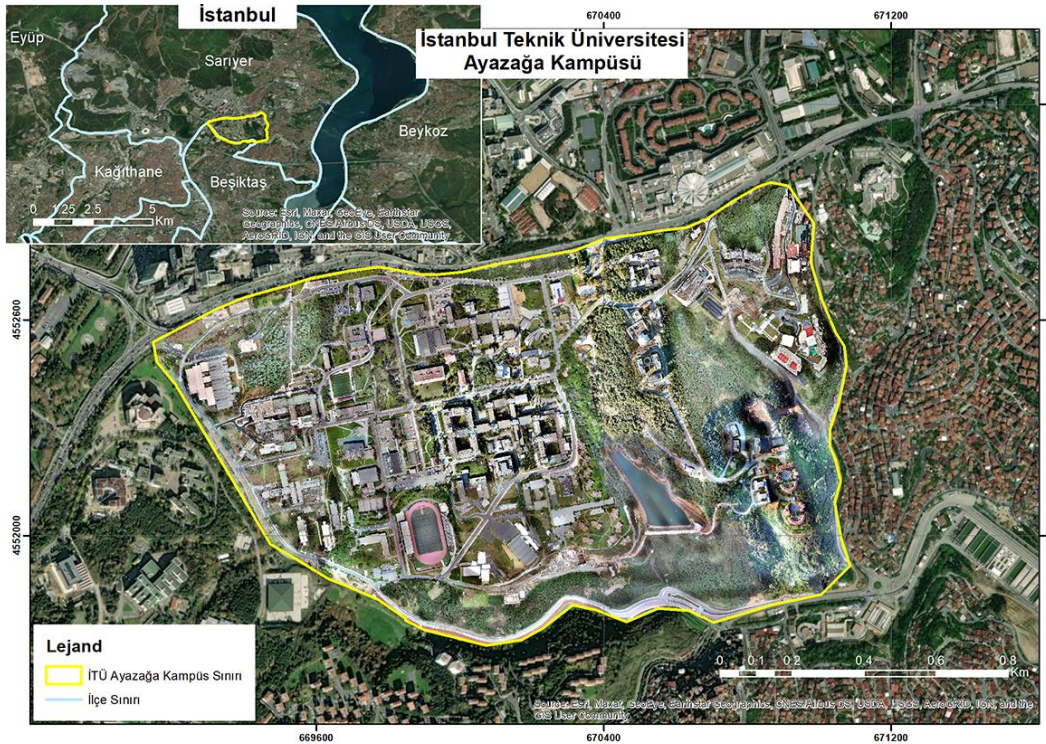 İstanbul
670400
671200
İstanbul Teknik Üniversitesi
Ayazağa Kampüsü
Eyüp
Sarıyer
Beykoz
Kağıthane
Beşiktaş
0 1.25 2.5 5
Km
Source: Esri, Maxar, GeoEye, Earthstar
Geographics, CNES/Airbus DS, USDA, USGS,
AeroGRID, IGN, and the GIS User Community
4552600
4552000
Lejand
İTÜ Ayazağa Kampüs Sınırı
İlçe Sınırı
0 0.1 0.2 0.4 0.6 0.8
Km
Source: Esri, Maxar, GeoEye, Earthstar Geographics, CNES/Airbus DS, USDA, USGS, AeroGRID, IGN, and the
GIS User Community
669600
670400
671200